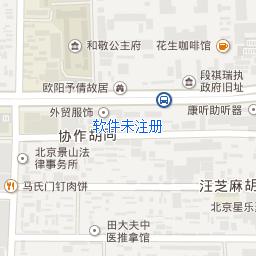 和敬公主府
花生咖啡馆
段祺瑞执
政府旧址
欧阳予倩故居
外贸服饰
康听助听器
软件未注册
协作胡同
北京景山法
律事务所
马氏门钉肉饼
汪芝麻胡
北京星乐
田大夫中
医推拿馆